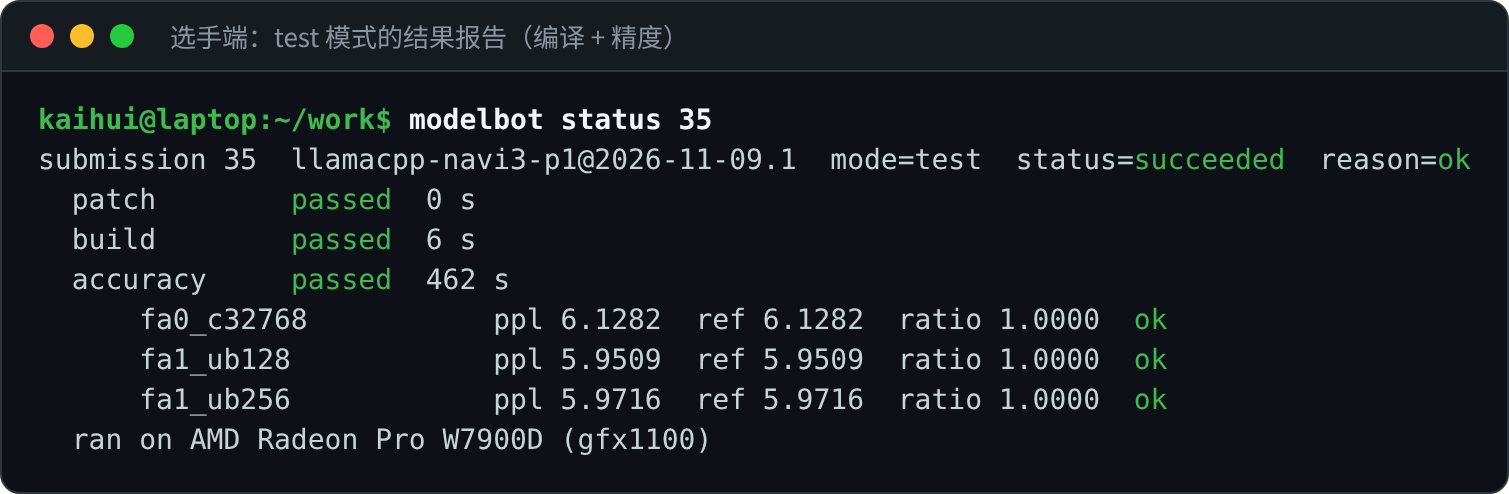 选手端：test 模式的结果报告（编译 + 精度）
kaihui@laptop:~/work$ modelbot status 35
submission 35  llamacpp-navi3-p1@2026-11-09.1  mode=test  status=succeeded  reason=ok
  patch        passed  0 s
  build        passed  6 s
  accuracy     passed  462 s
      fa0_c32768           ppl 6.1282  ref 6.1282  ratio 1.0000  ok
      fa1_ub128            ppl 5.9509  ref 5.9509  ratio 1.0000  ok
      fa1_ub256            ppl 5.9716  ref 5.9716  ratio 1.0000  ok
  ran on AMD Radeon Pro W7900D (gfx1100)